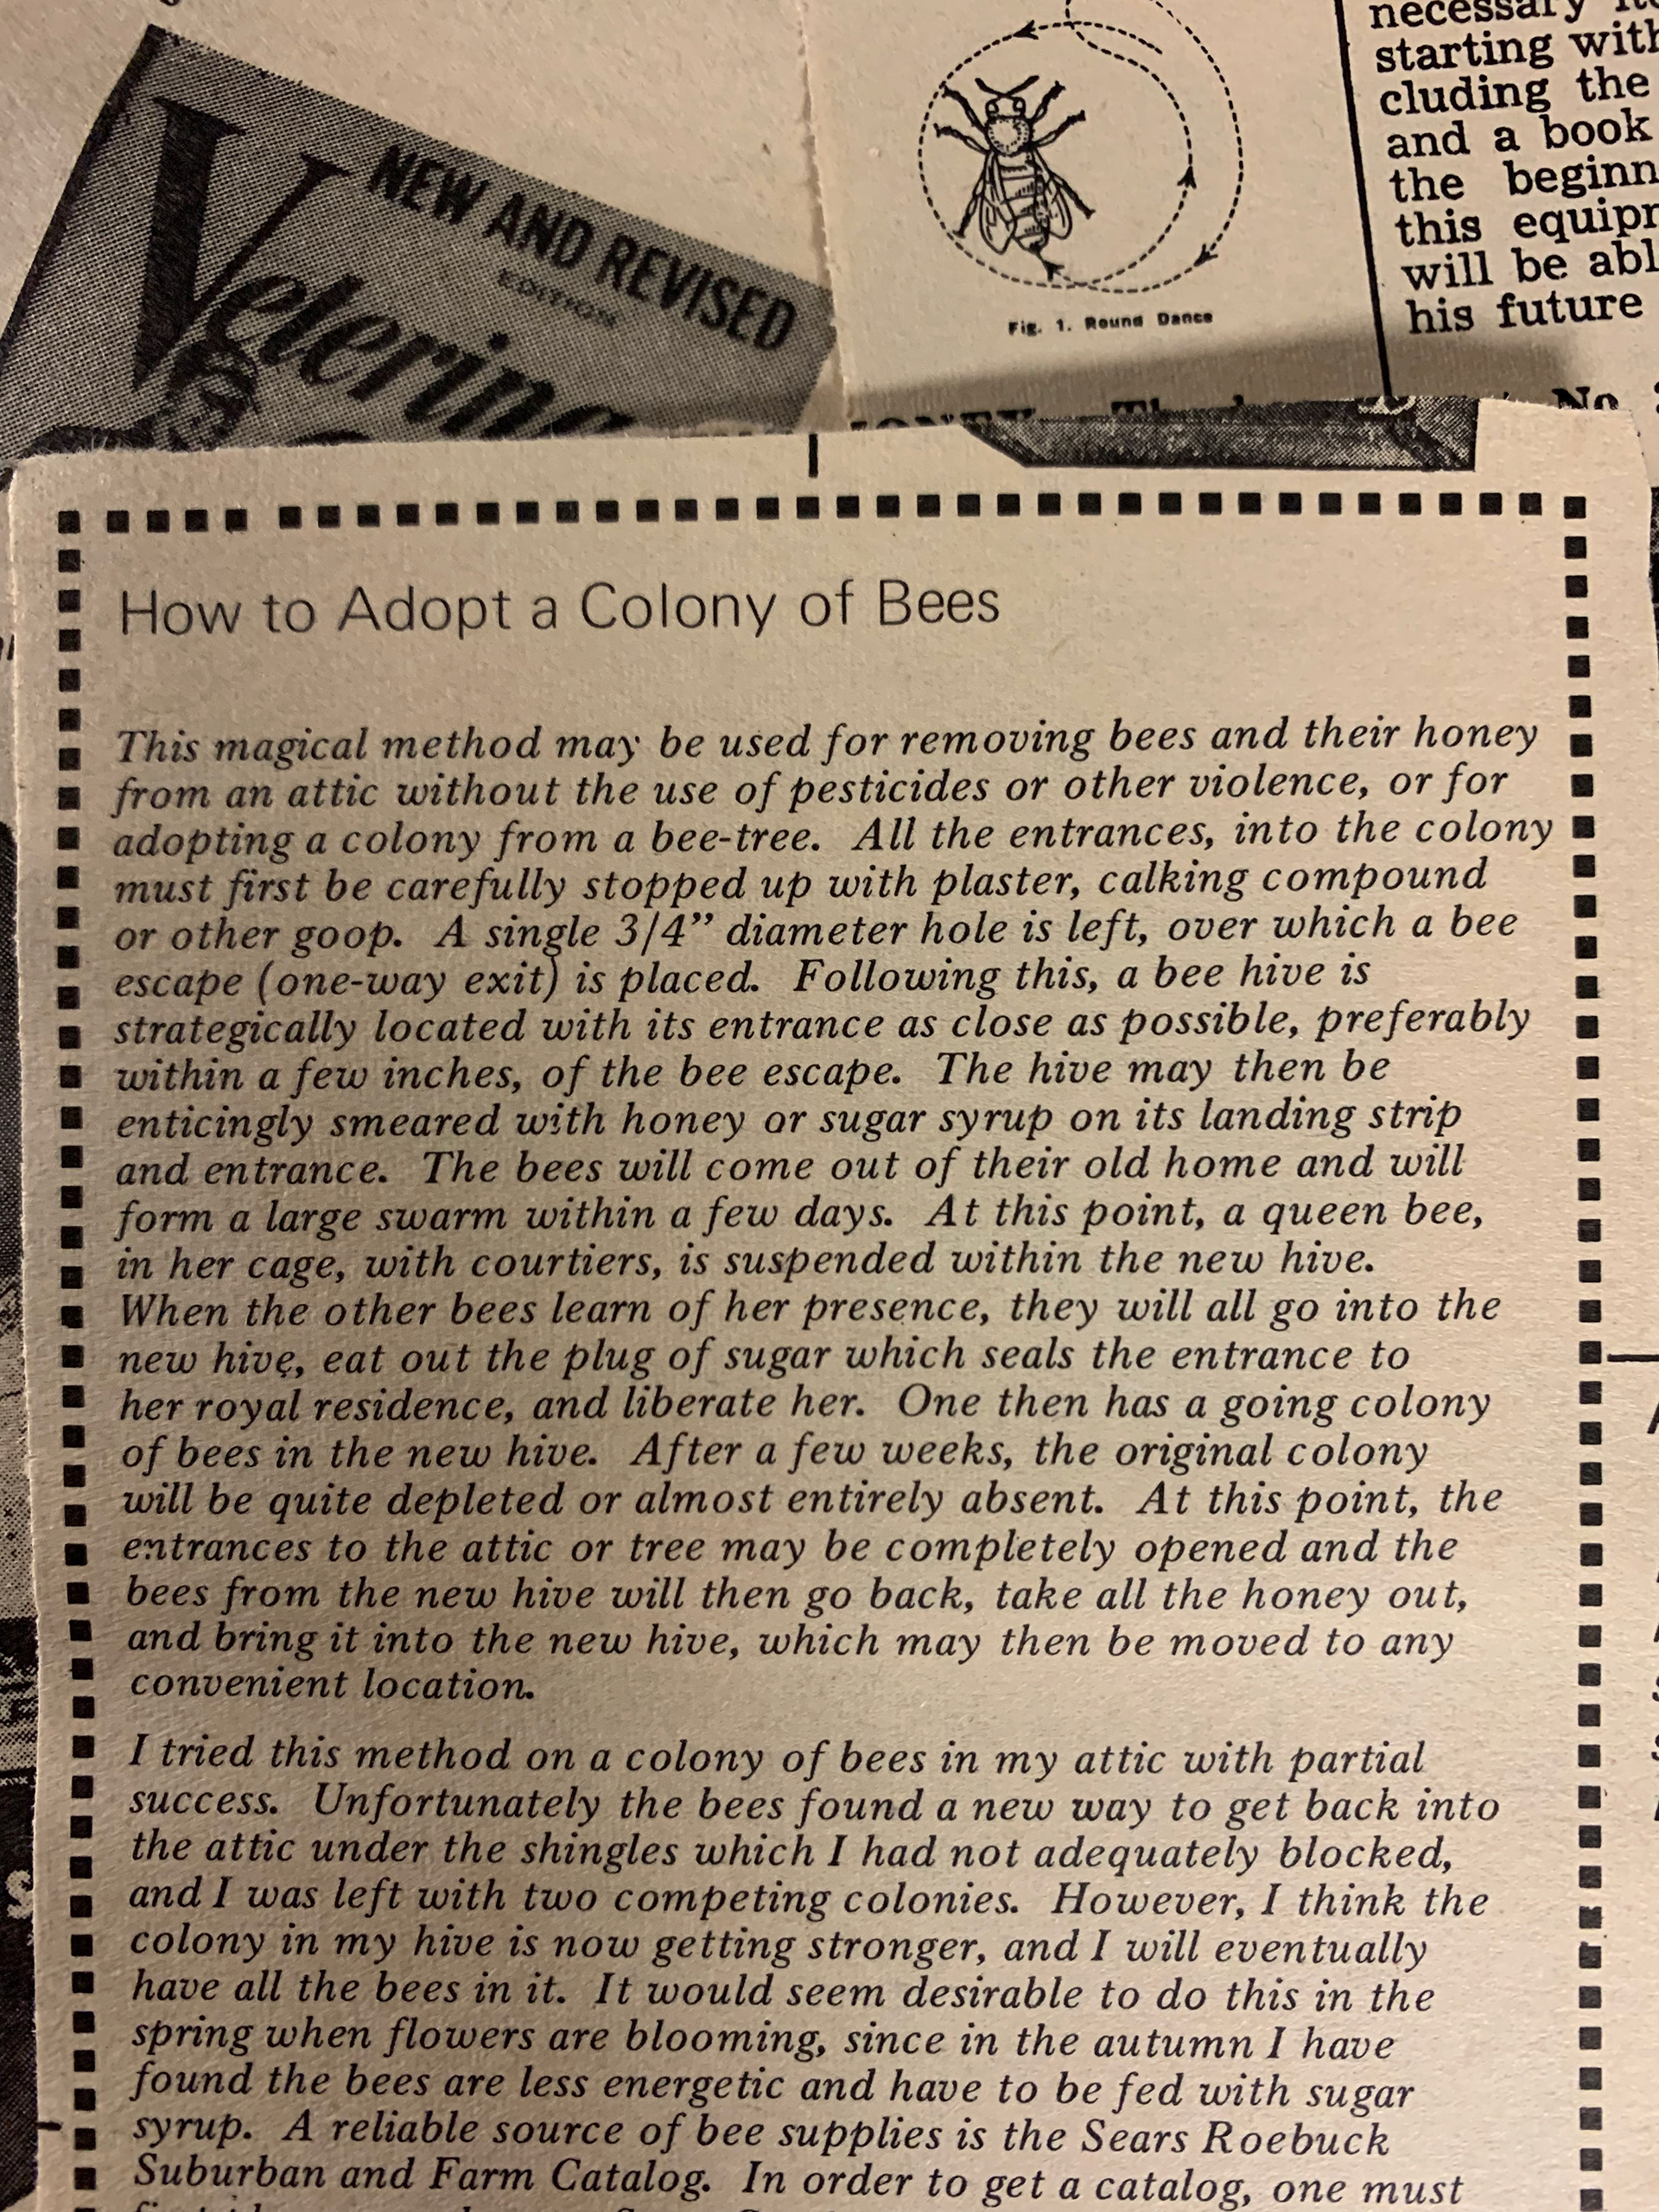 NEW AND REVISED
EDITION
Fig. 1. Round Dance
necessary
starting with
cluding the
and a book
the beginn
this equipr
will be abl
his future
No
How to Adopt a Colony of Bees
This magical method may be used for removing bees and their honey
from an attic without the use of pesticides or other violence, or for
adopting a colony from a bee-tree. All the entrances, into the colony
must first be carefully stopped up with plaster, calking compound
or other goop. A single 3/4” diameter hole is left, over which a bee
escape (one-way exit) is placed. Following this, a bee hive is
strategically located with its entrance as close as possible, preferably
within a few inches, of the bee escape. The hive may then be
enticingly smeared with honey or sugar syrup on its landing strip
and entrance. The bees will come out of their old home and will
form a large swarm within a few days. At this point, a queen bee,
in her cage, with courtiers, is suspended within the new hive.
When the other bees learn of her presence, they will all go into the
new hive, eat out the plug of sugar which seals the entrance to
her royal residence, and liberate her. One then has a going colony
of bees in the new hive. After a few weeks, the original colony
will be quite depleted or almost entirely absent. At this point, the
entrances to the attic or tree may be completely opened and the
bees from the new hive will then go back, take all the honey out,
and bring it into the new hive, which may then be moved to any
convenient location.
I tried this method on a colony of bees in my attic with partial
success. Unfortunately the bees found a new way to get back into
the attic under the shingles which I had not adequately blocked,
and I was left with two competing colonies. However, I think the
colony in my hive is now getting stronger, and I will eventually
have all the bees in it. It would seem desirable to do this in the
spring when flowers are blooming, since in the autumn I have
found the bees are less energetic and have to be fed with sugar
syrup. A reliable source of bee supplies is the Sears Roebuck
Suburban and Farm Catalog. In order to get a catalog, one must